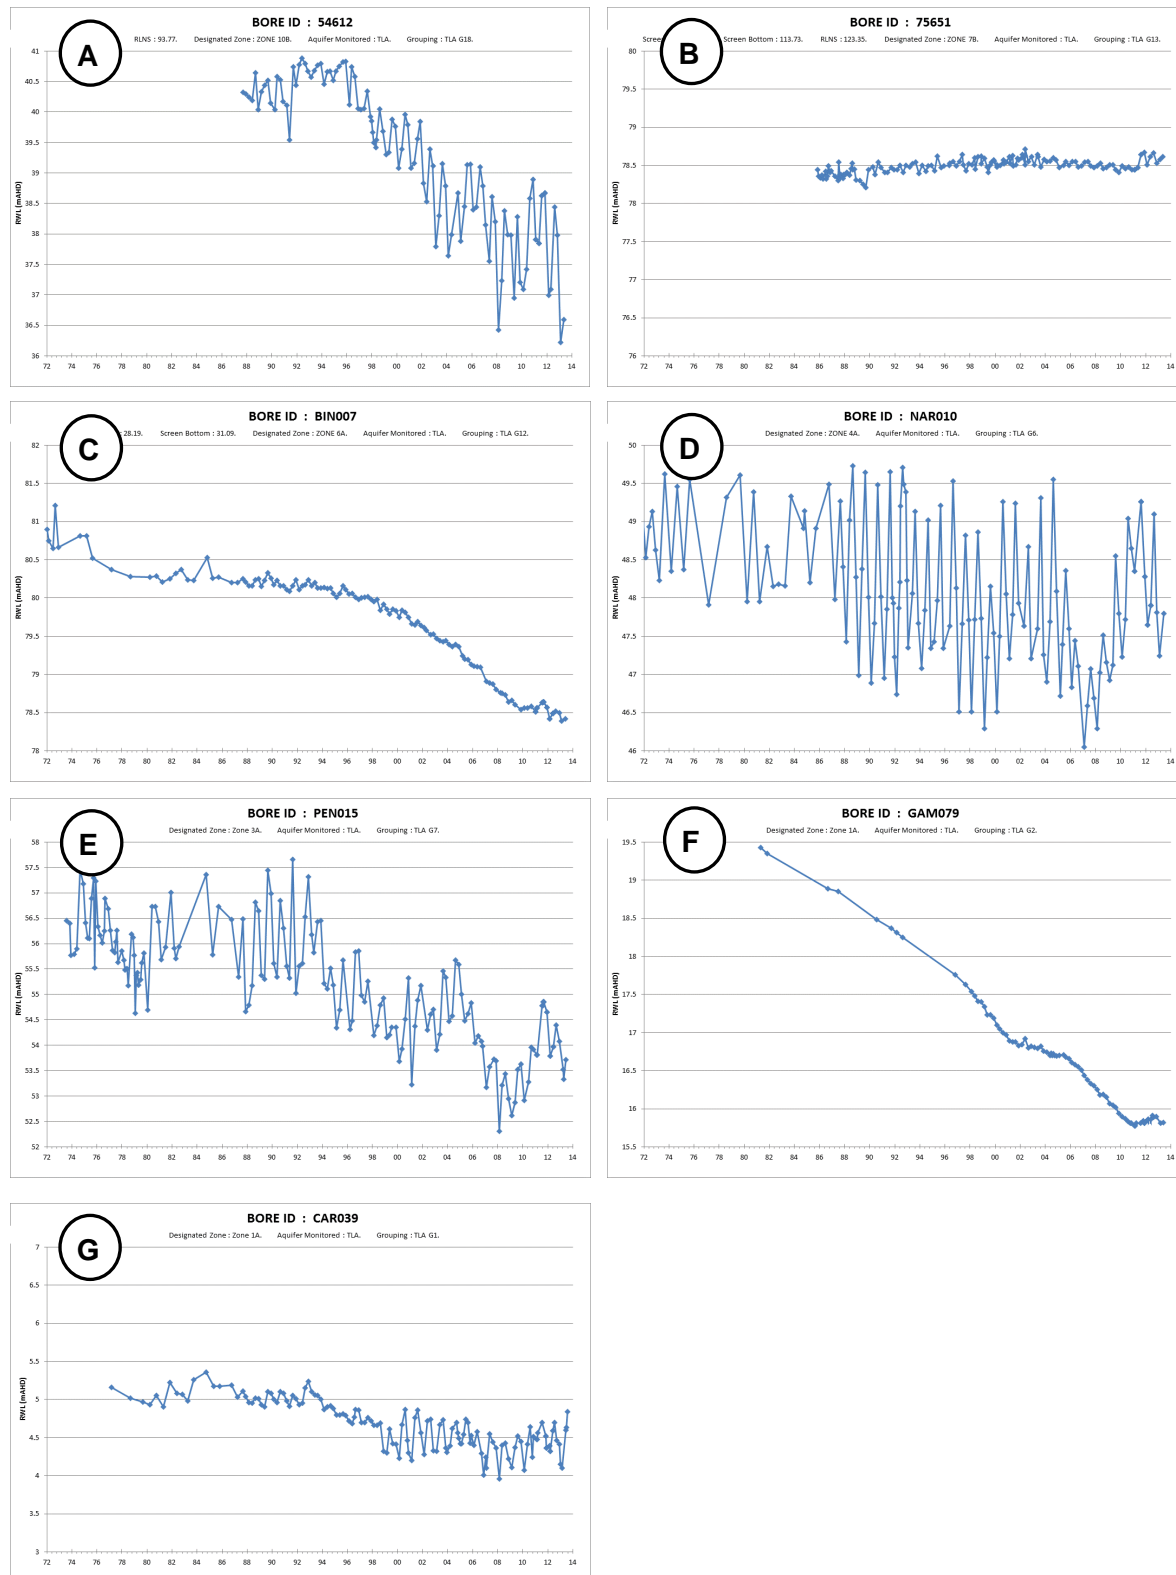 BORE ID : 54612
RLNS : 93.77. Designated Zone : ZONE 10B. Aquifer Monitored : TLA. Grouping : TLA G18.
A
RWL (mAHD)
41
40.5
40
39.5
39
38.5
38
37.5
37
36.5
36
72 74 76 78 80 82 84 86 88 90 92 94 96 98 00 02 04 06 08 10 12 14
BORE ID : 75651
Screen Bottom : 113.73. RLNS : 123.35. Designated Zone : ZONE 7B. Aquifer Monitored : TLA. Grouping : TLA G13.
B
RWL (mAHD)
80
79.5
79
78.5
78
77.5
77
76.5
76
72 74 76 78 80 82 84 86 88 90 92 94 96 98 00 02 04 06 08 10 12 14
BORE ID : BIN007
: 28.19. Screen Bottom : 31.09. Designated Zone : ZONE 6A. Aquifer Monitored : TLA. Grouping : TLA G12.
C
RWL (mAHD)
82
81.5
81
80.5
80
79.5
79
78.5
78
72 74 76 78 80 82 84 86 88 90 92 94 96 98 00 02 04 06 08 10 12 14
BORE ID : NAR010
Designated Zone : ZONE 4A. Aquifer Monitored : TLA. Grouping : TLA G6.
D
RWL (mAHD)
50
49.5
49
48.5
48
47.5
47
46.5
46
72 74 76 78 80 82 84 86 88 90 92 94 96 98 00 02 04 06 08 10 12 14
BORE ID : PEN015
Designated Zone : Zone 3A. Aquifer Monitored : TLA. Grouping : TLA G7.
E
RWL (mAHD)
58
57.5
57
56.5
56
55.5
55
54.5
54
53.5
53
52.5
52
72 74 76 78 80 82 84 86 88 90 92 94 96 98 00 02 04 06 08 10 12 14
BORE ID : GAM079
Designated Zone : Zone 1A. Aquifer Monitored : TLA. Grouping : TLA G2.
F
RWL (mAHD)
19.5
19
18.5
18
17.5
17
16.5
16
15.5
72 74 76 78 80 82 84 86 88 90 92 94 96 98 00 02 04 06 08 10 12 14
BORE ID : CAR039
Designated Zone : Zone 1A. Aquifer Monitored : TLA. Grouping : TLA G1.
G
RWL (mAHD)
7
6.5
6
5.5
5
4.5
4
3.5
3
72 74 76 78 80 82 84 86 88 90 92 94 96 98 00 02 04 06 08 10 12 14